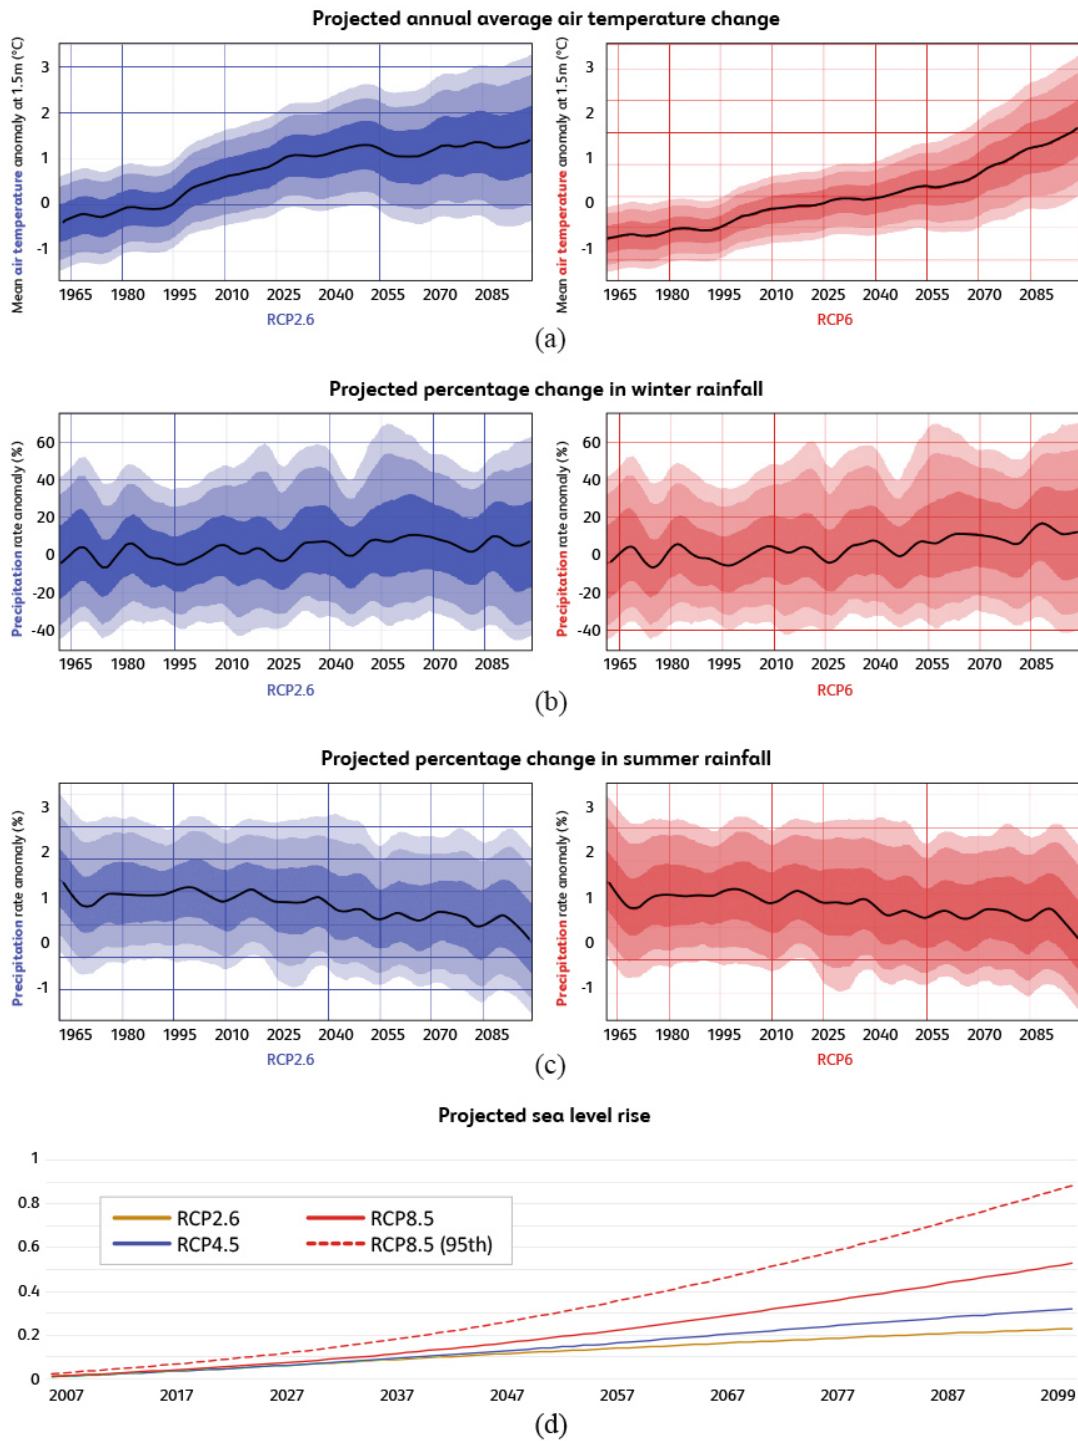 Projected annual average air temperature change
Mean air temperature anomaly at 1.5m (°C)
3
2
1
0
-1
1965 1980 1995 2010 2025 2040 2055 2070 2085
RCP2.6
Mean air temperature anomaly at 1.5m (°C)
3
2
1
0
-1
1965 1980 1995 2010 2025 2040 2055 2070 2085
RCP6
(a)
Projected percentage change in winter rainfall
Precipitation rate anomaly (%)
60
40
20
0
-20
-40
1965 1980 1995 2010 2025 2040 2055 2070 2085
RCP2.6
Precipitation rate anomaly (%)
60
40
20
0
-20
-40
1965 1980 1995 2010 2025 2040 2055 2070 2085
RCP6
(b)
Projected percentage change in summer rainfall
Precipitation rate anomaly (%)
3
2
1
0
-1
1965 1980 1995 2010 2025 2040 2055 2070 2085
RCP2.6
Precipitation rate anomaly (%)
3
2
1
0
-1
1965 1980 1995 2010 2025 2040 2055 2070 2085
RCP6
(c)
Projected sea level rise
1
0.8
0.6
0.4
0.2
0
RCP2.6 RCP8.5
RCP4.5 RCP8.5 (95th)
2007 2017 2027 2037 2047 2057 2067 2077 2087 2099
(d)